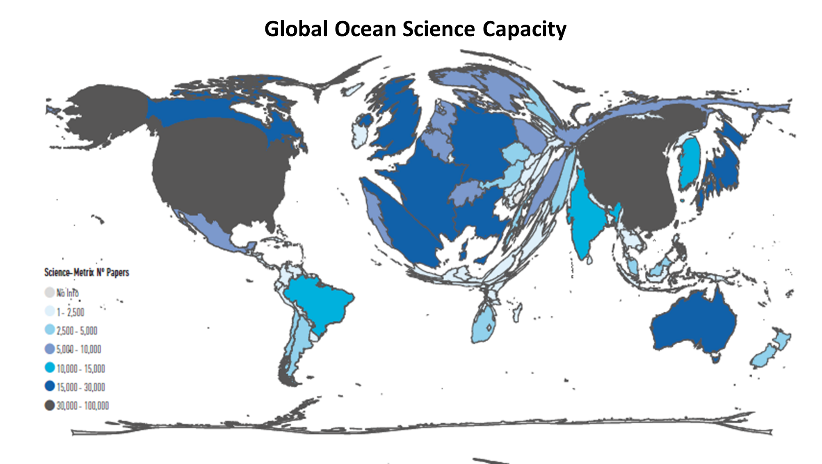 Global Ocean Science Capacity
Science-Metrix Nº Papers
No Info
1 - 2,500
2,500 - 5,000
5,000 - 10,000
10,000 - 15,000
15,000 - 30,000
30,000 - 100,000